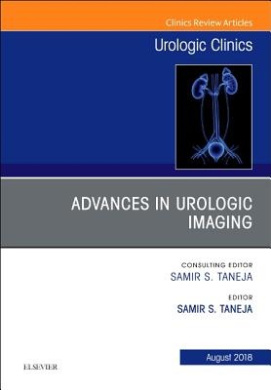 Clinics Review Articles
Urologic Clinics
ADVANCES IN UROLOGIC
IMAGING
CONSULTING EDITOR
SAMIR S. TANEJA
EDITOR
SAMIR S. TANEJA
ELSEVIER
August 2018